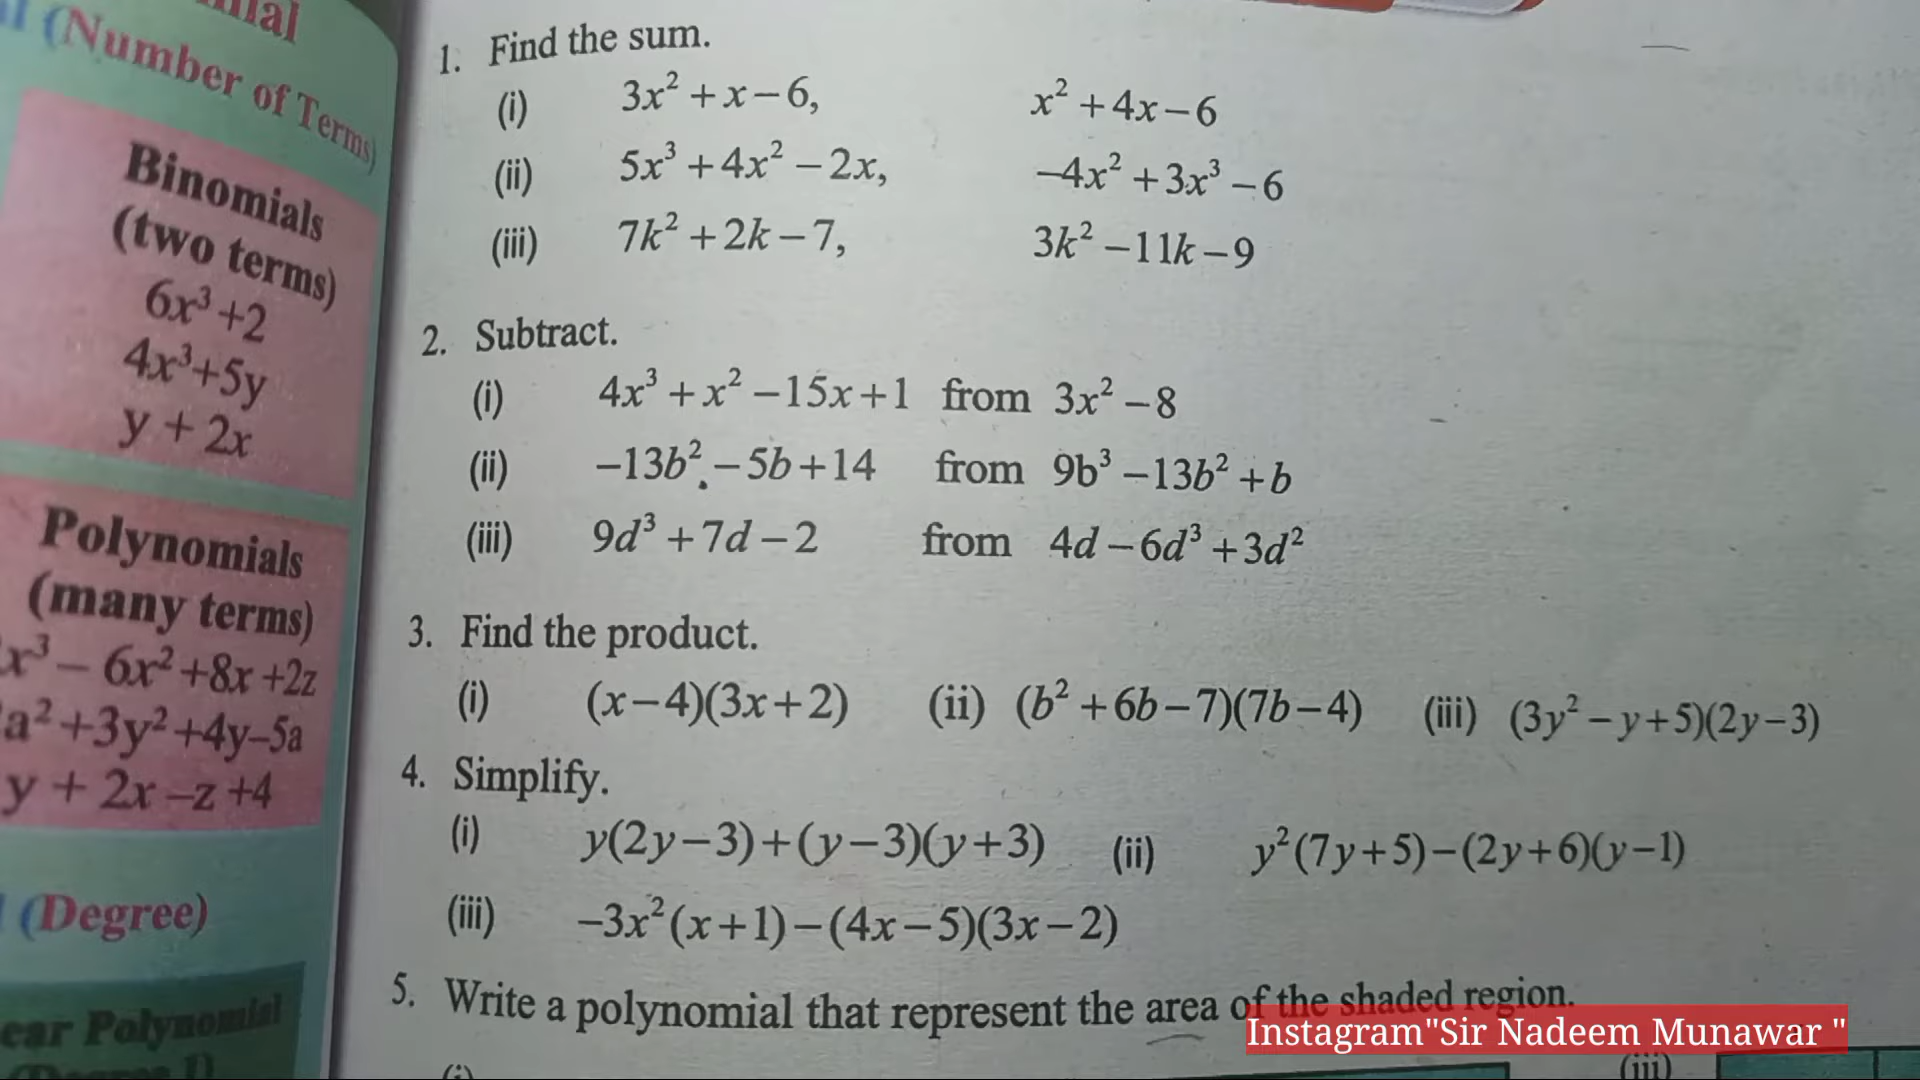 (Number of Terms)
Binomials
(two terms)
6x³+2
4x³+5y
y + 2x
Polynomials
(many terms)
x³– 6x²+8x +2z
a²+3y²+4y–5a
y + 2x –z +4
(Degree)
Polynomial
1. Find the sum.
(i) 3x² + x – 6, x² + 4x – 6
(ii) 5x³ + 4x² – 2x, –4x² + 3x³ – 6
(iii) 7k² + 2k – 7, 3k² – 11k – 9
2. Subtract.
(i) 4x³ + x² – 15x + 1 from 3x² – 8
(ii) –13b² – 5b + 14 from 9b³ – 13b² + b
(iii) 9d³ + 7d – 2 from 4d – 6d³ + 3d²
3. Find the product.
(i) (x – 4)(3x + 2) (ii) (b² + 6b – 7)(7b – 4) (iii) (3y² – y + 5)(2y – 3)
4. Simplify.
(i) y(2y – 3) + (y – 3)(y + 3) (ii) y²(7y + 5) – (2y + 6)(y – 1)
(iii) –3x²(x + 1) – (4x – 5)(3x – 2)
5. Write a polynomial that represent the area of the shaded region.
Instagram"Sir Nadeem Munawar "
(i) (iii)